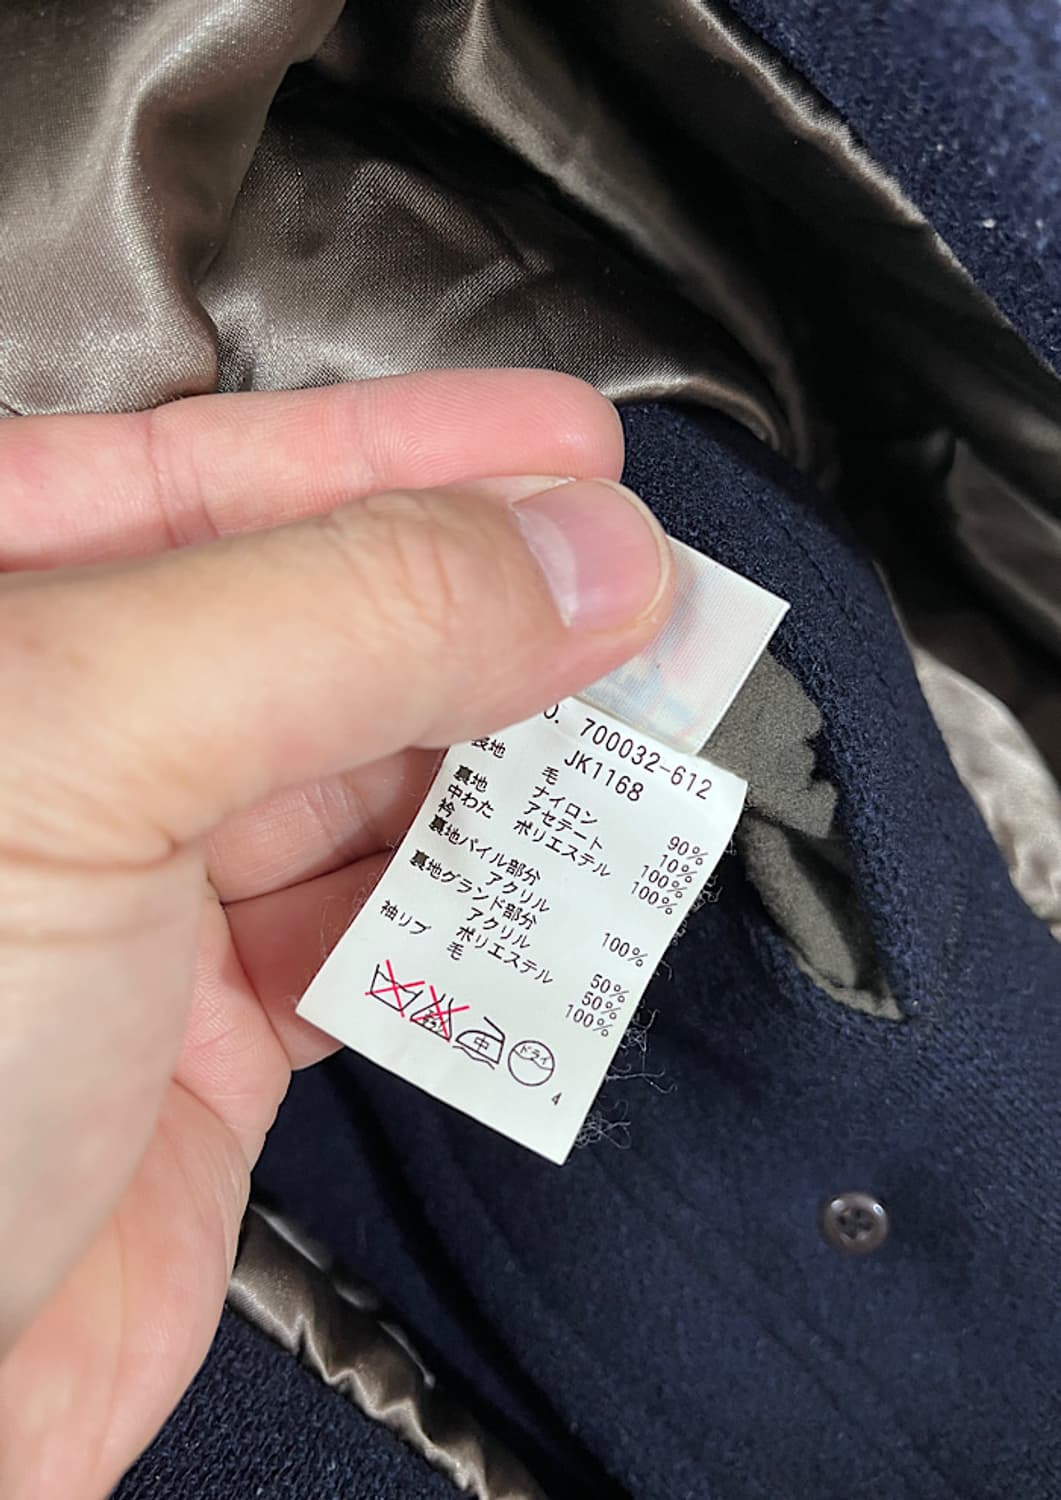 O. 700032-612
JK1168
表地 毛 90%
ナイロン 10%
裏地 アセテート 100%
中わた ポリエステル 100%
衿
裏地パイル部分
アクリル 100%
裏地グランド部分
アクリル 50%
ポリエステル 50%
袖リブ 毛 100%
中
ドライ
4